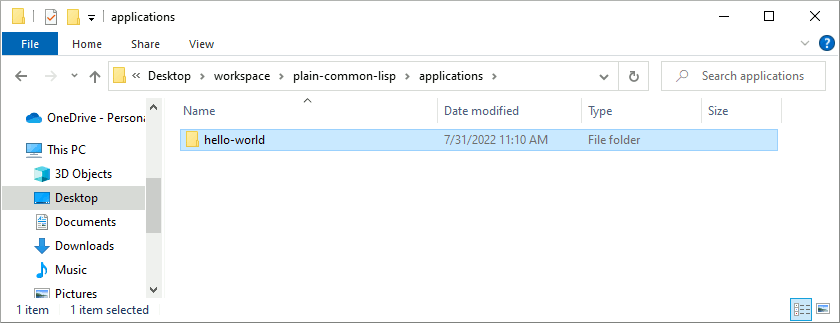 applications
File Home Share View
« Desktop › workspace › plain-common-lisp › applications › Search applications
Name Date modified Type Size
OneDrive - Persona
hello-world 7/31/2022 11:10 AM File folder
This PC
3D Objects
Desktop
Documents
Downloads
Music
Pictures
1 item 1 item selected